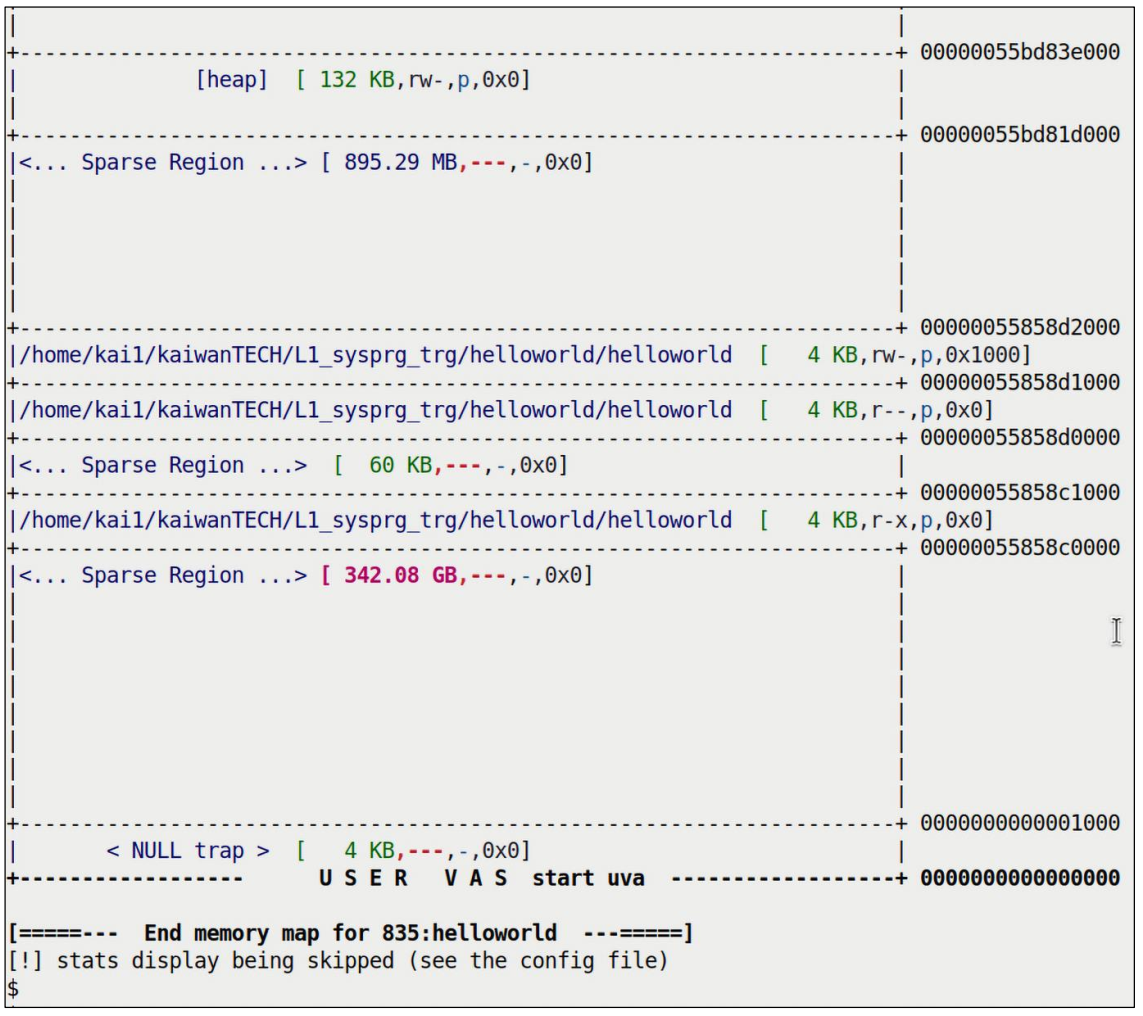 |                                                                      |
+----------------------------------------------------------------------+ 00000055bd83e000
|               [heap]  [ 132 KB,rw-,p,0x0]                              |
|                                                                      |
+----------------------------------------------------------------------+ 00000055bd81d000
|<... Sparse Region ...> [ 895.29 MB,---,-,0x0]                         |
|                                                                      |
|                                                                      |
|                                                                      |
|                                                                      |
|                                                                      |
+----------------------------------------------------------------------+ 00000055858d2000
|/home/kai1/kaiwanTECH/L1_sysprg_trg/helloworld/helloworld  [   4 KB,rw-,p,0x1000]
+----------------------------------------------------------------------+ 00000055858d1000
|/home/kai1/kaiwanTECH/L1_sysprg_trg/helloworld/helloworld  [   4 KB,r--,p,0x0]
+----------------------------------------------------------------------+ 00000055858d0000
|<... Sparse Region ...>  [  60 KB,---,-,0x0]                           |
+----------------------------------------------------------------------+ 00000055858c1000
|/home/kai1/kaiwanTECH/L1_sysprg_trg/helloworld/helloworld  [   4 KB,r-x,p,0x0]
+----------------------------------------------------------------------+ 00000055858c0000
|<... Sparse Region ...> [ 342.08 GB,---,-,0x0]                         |
|                                                                      |
|                                                                      |
|                                                                      |
|                                                                      |
|                                                                      |
|                                                                      |
|                                                                      |
|                                                                      |
+----------------------------------------------------------------------+ 0000000000001000
|       < NULL trap >  [   4 KB,---,-,0x0]                              |
+------------------      U S E R   V A S  start uva  ------------------+ 0000000000000000

[=====---  End memory map for 835:helloworld  ---=====]
[!] stats display being skipped (see the config file)
$